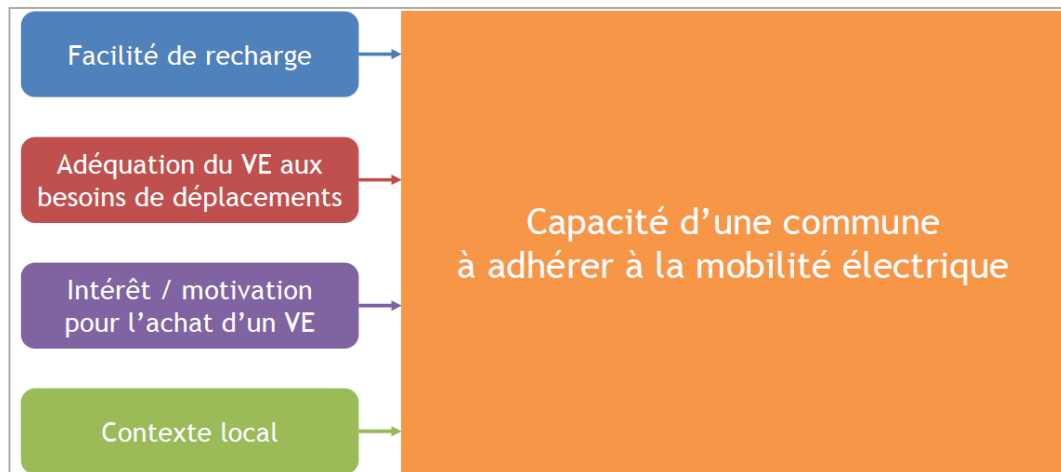 Facilité de recharge
Adéquation du VE aux
besoins de déplacements
Intérêt / motivation
pour l’achat d’un VE
Contexte local
Capacité d’une commune
à adhérer à la mobilité électrique